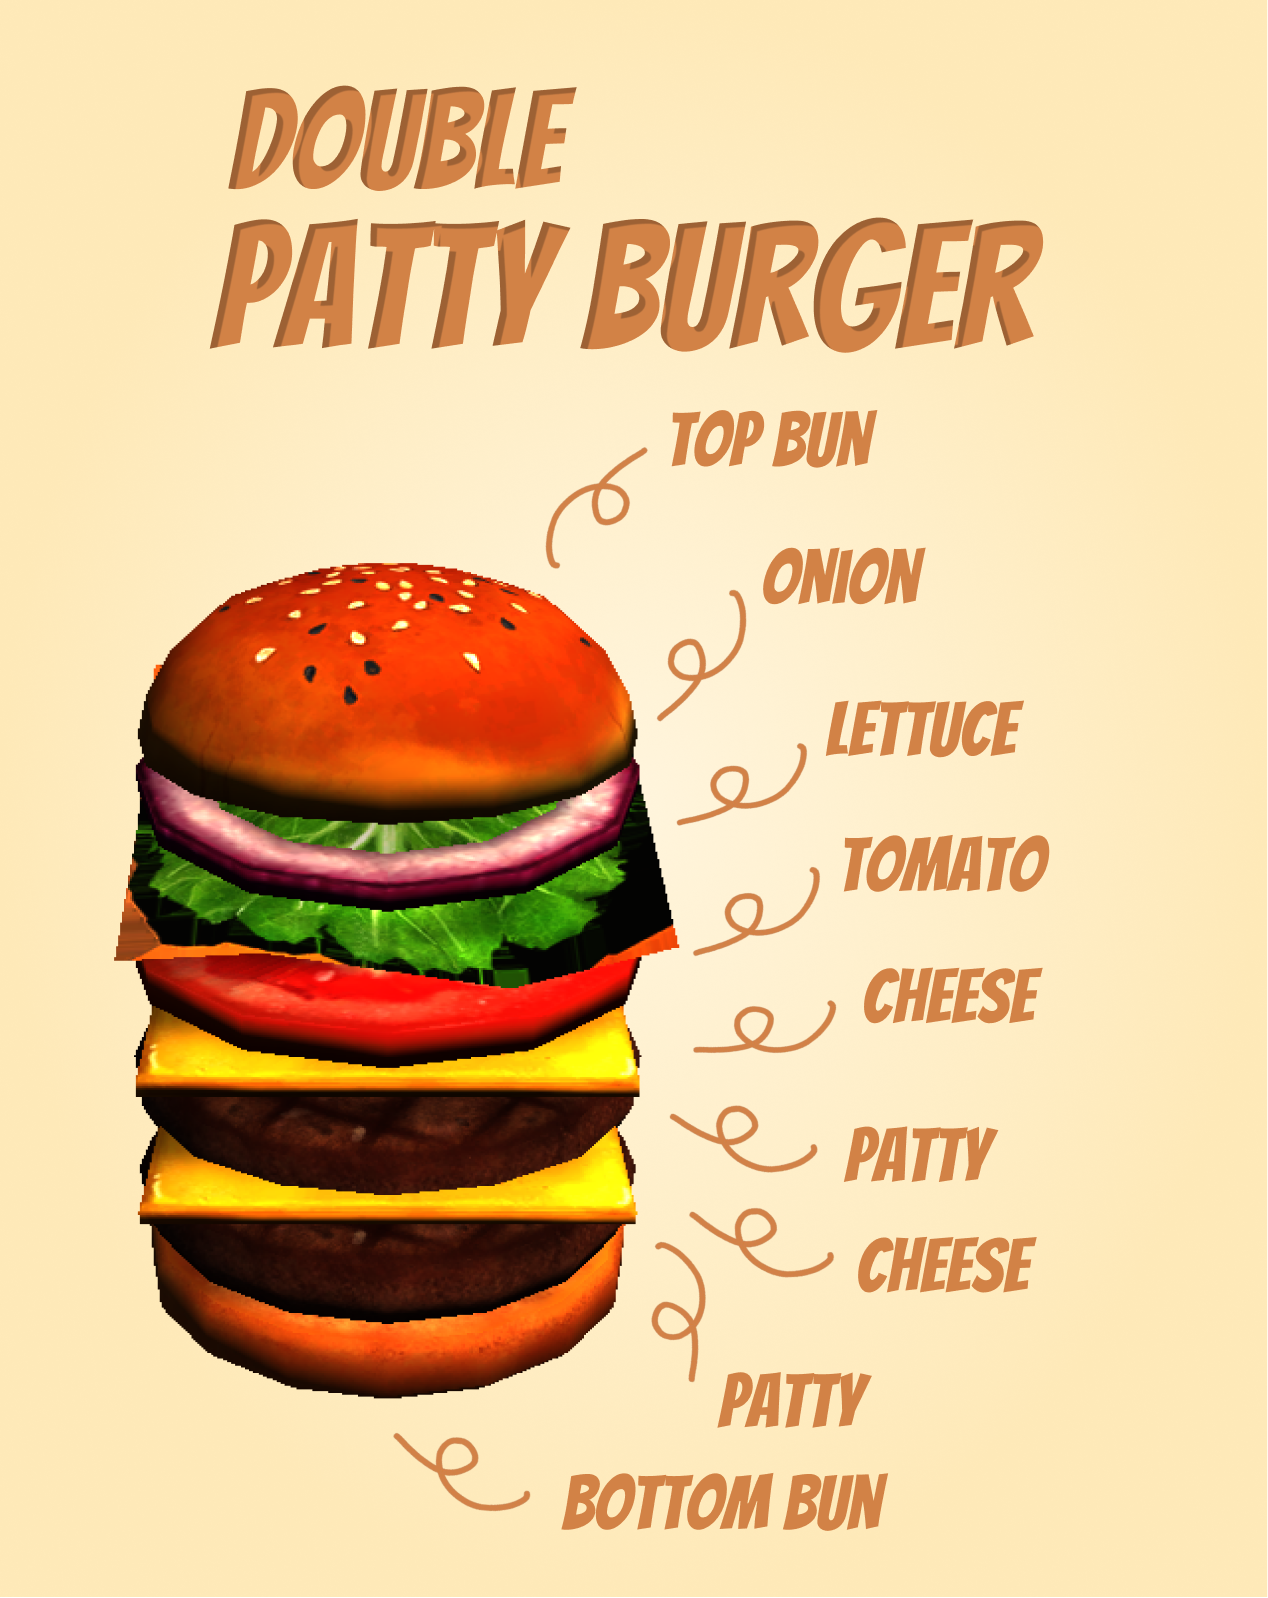 DOUBLE
PATTY BURGER
TOP BUN
ONION
LETTUCE
TOMATO
CHEESE
PATTY
CHEESE
PATTY
BOTTOM BUN